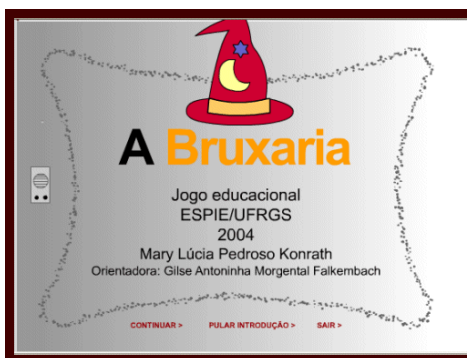 A Bruxaria
Jogo educacional
ESPIE/UFRGS
2004
Mary Lúcia Pedroso Konrath
Orientadora: Gilse Antoninha Morgental Falkembach
CONTINUAR > PULAR INTRODUÇÃO > SAIR >